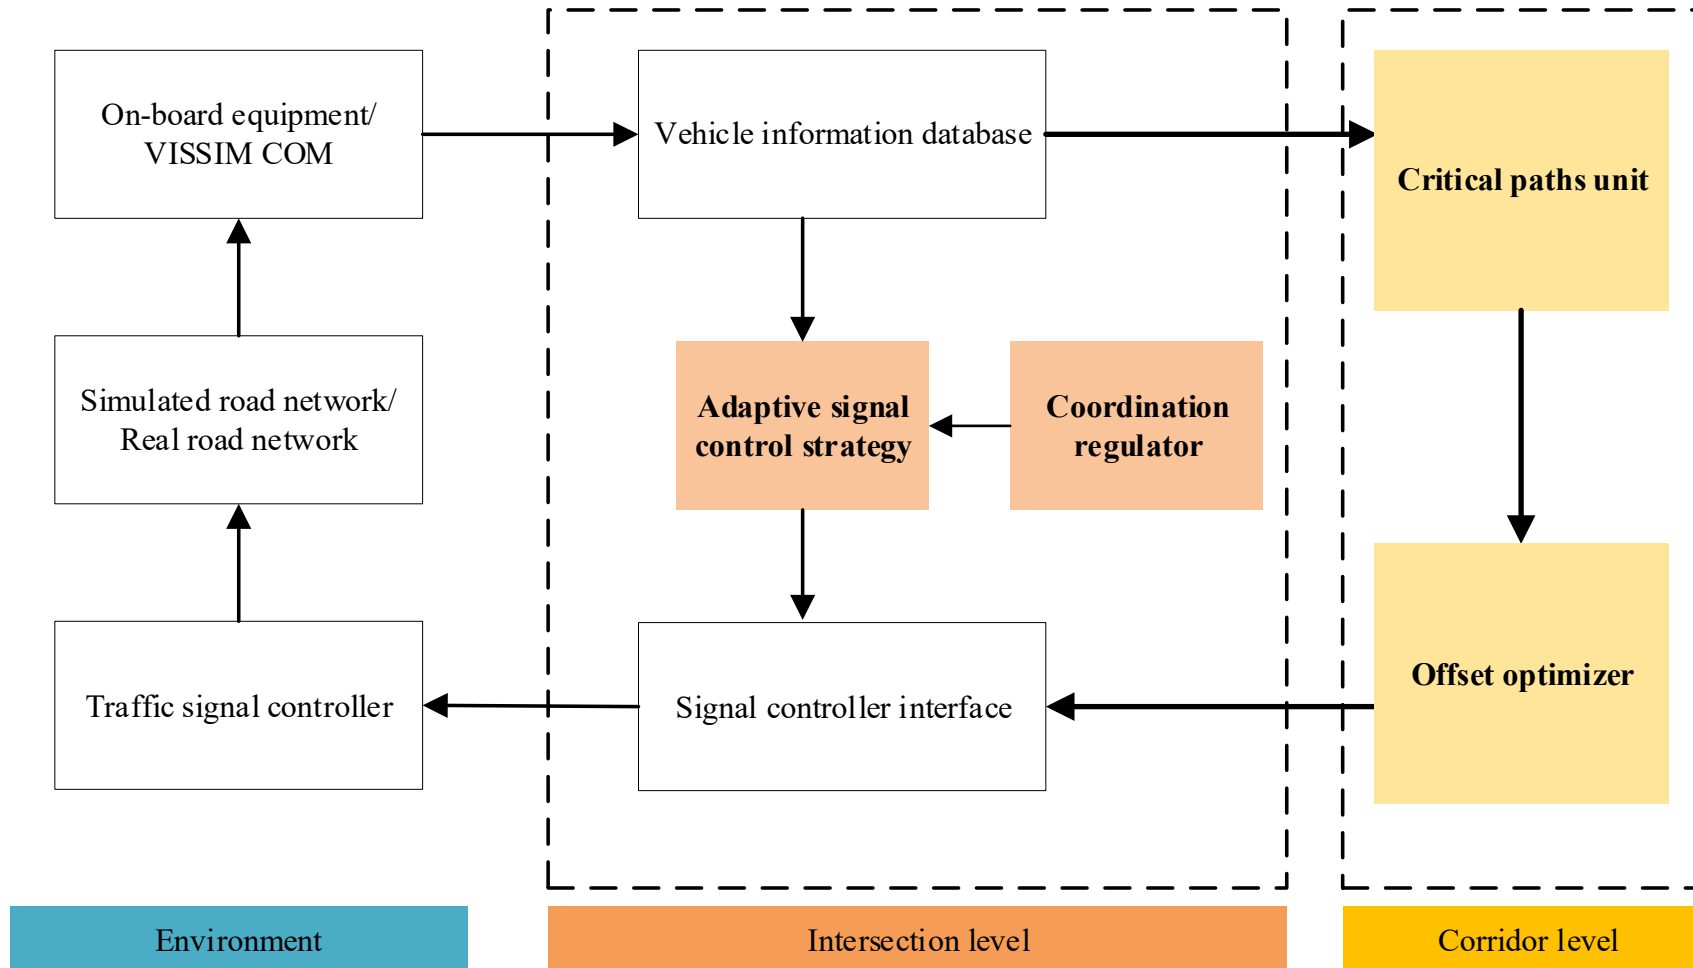 On-board equipment/
VISSIM COM
Vehicle information database
Critical paths unit
Simulated road network/
Real road network
Adaptive signal
control strategy
Coordination
regulator
Traffic signal controller
Signal controller interface
Offset optimizer
Environment
Intersection level
Corridor level